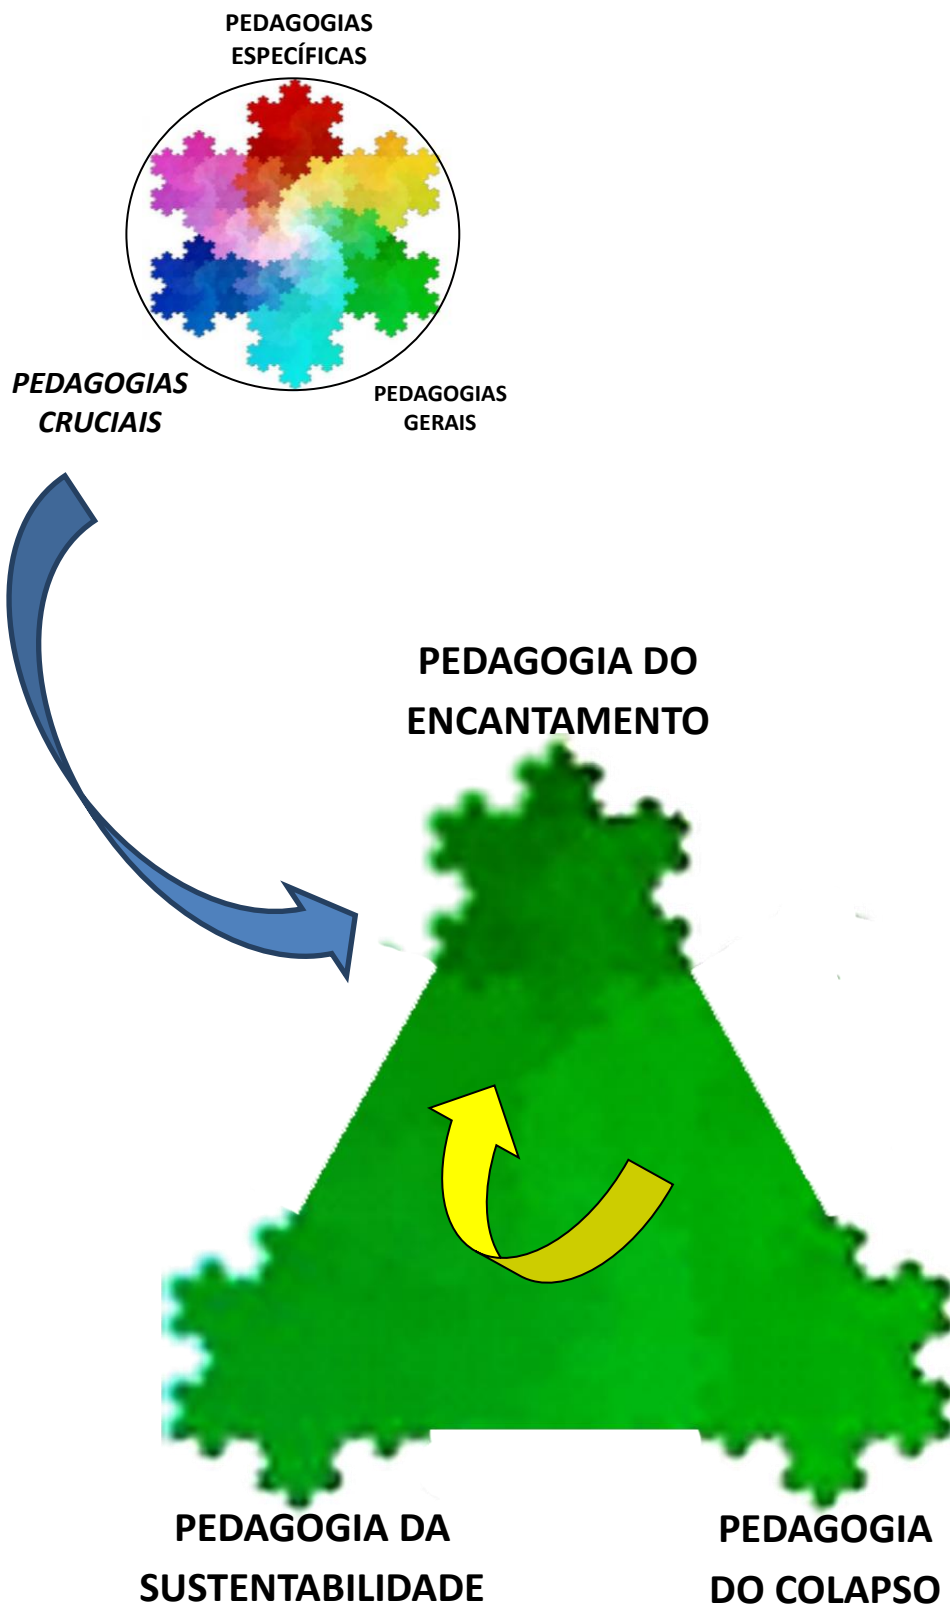 PEDAGOGIAS
ESPECÍFICAS
PEDAGOGIAS
CRUCIAIS
PEDAGOGIAS
GERAIS
PEDAGOGIA DO
ENCANTAMENTO
PEDAGOGIA DA
SUSTENTABILIDADE
PEDAGOGIA
DO COLAPSO